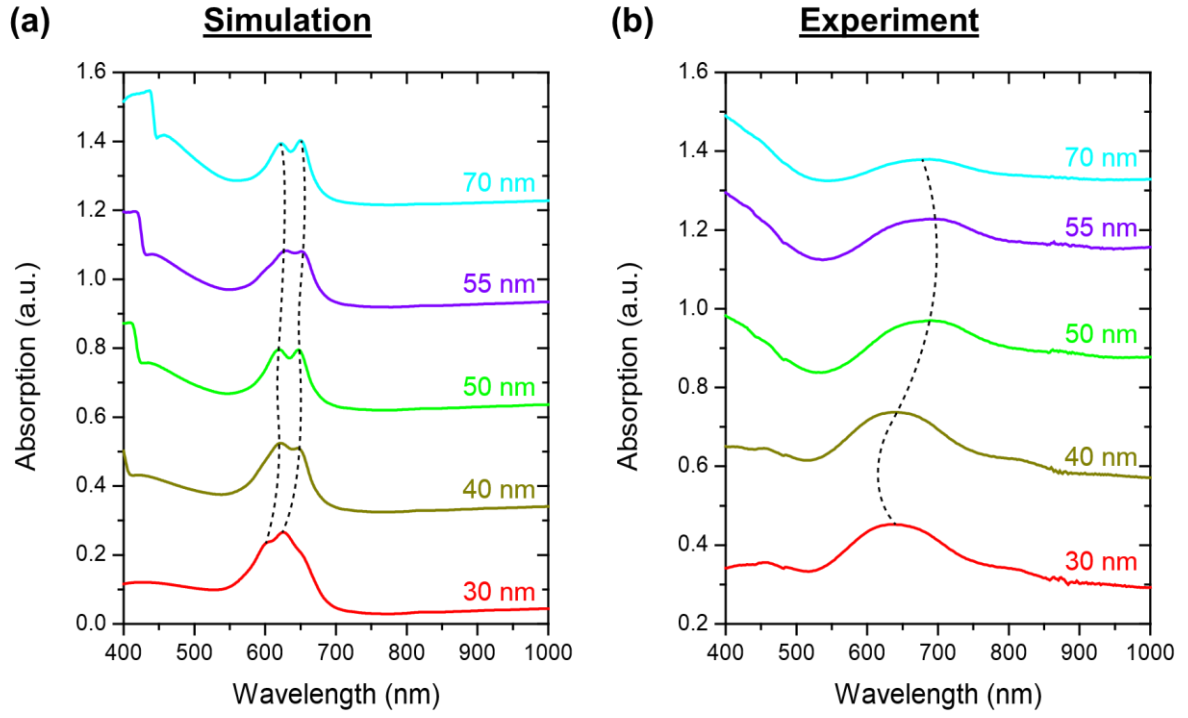 (a) Simulation
1.6
1.4
1.2
1.0
0.8
0.6
0.4
0.2
0.0
Absorption (a.u.)
70 nm
55 nm
50 nm
40 nm
30 nm
400 500 600 700 800 900 1000
Wavelength (nm)
(b) Experiment
1.6
1.4
1.2
1.0
0.8
0.6
0.4
0.2
Absorption (a.u.)
70 nm
55 nm
50 nm
40 nm
30 nm
400 500 600 700 800 900 1000
Wavelength (nm)